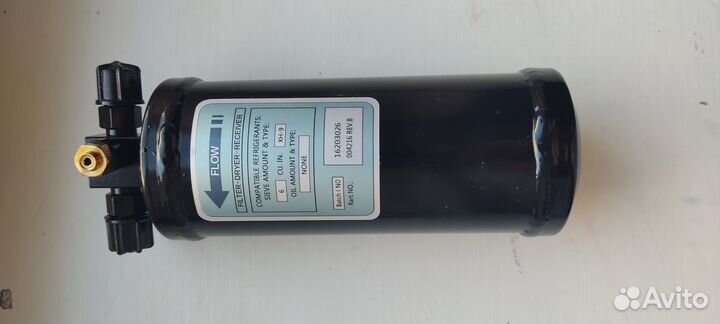 FLOW
FILTER-DRYER-RECEIVER
COMPATIBLE REFRIGERANTS:
SIEVE AMOUNT & TYPE:
6 CU. IN. XH-9
OIL AMOUNT & TYPE:
NONE
Batch I NO 16203026
Rart NO.: 004216 REV.B
Avito